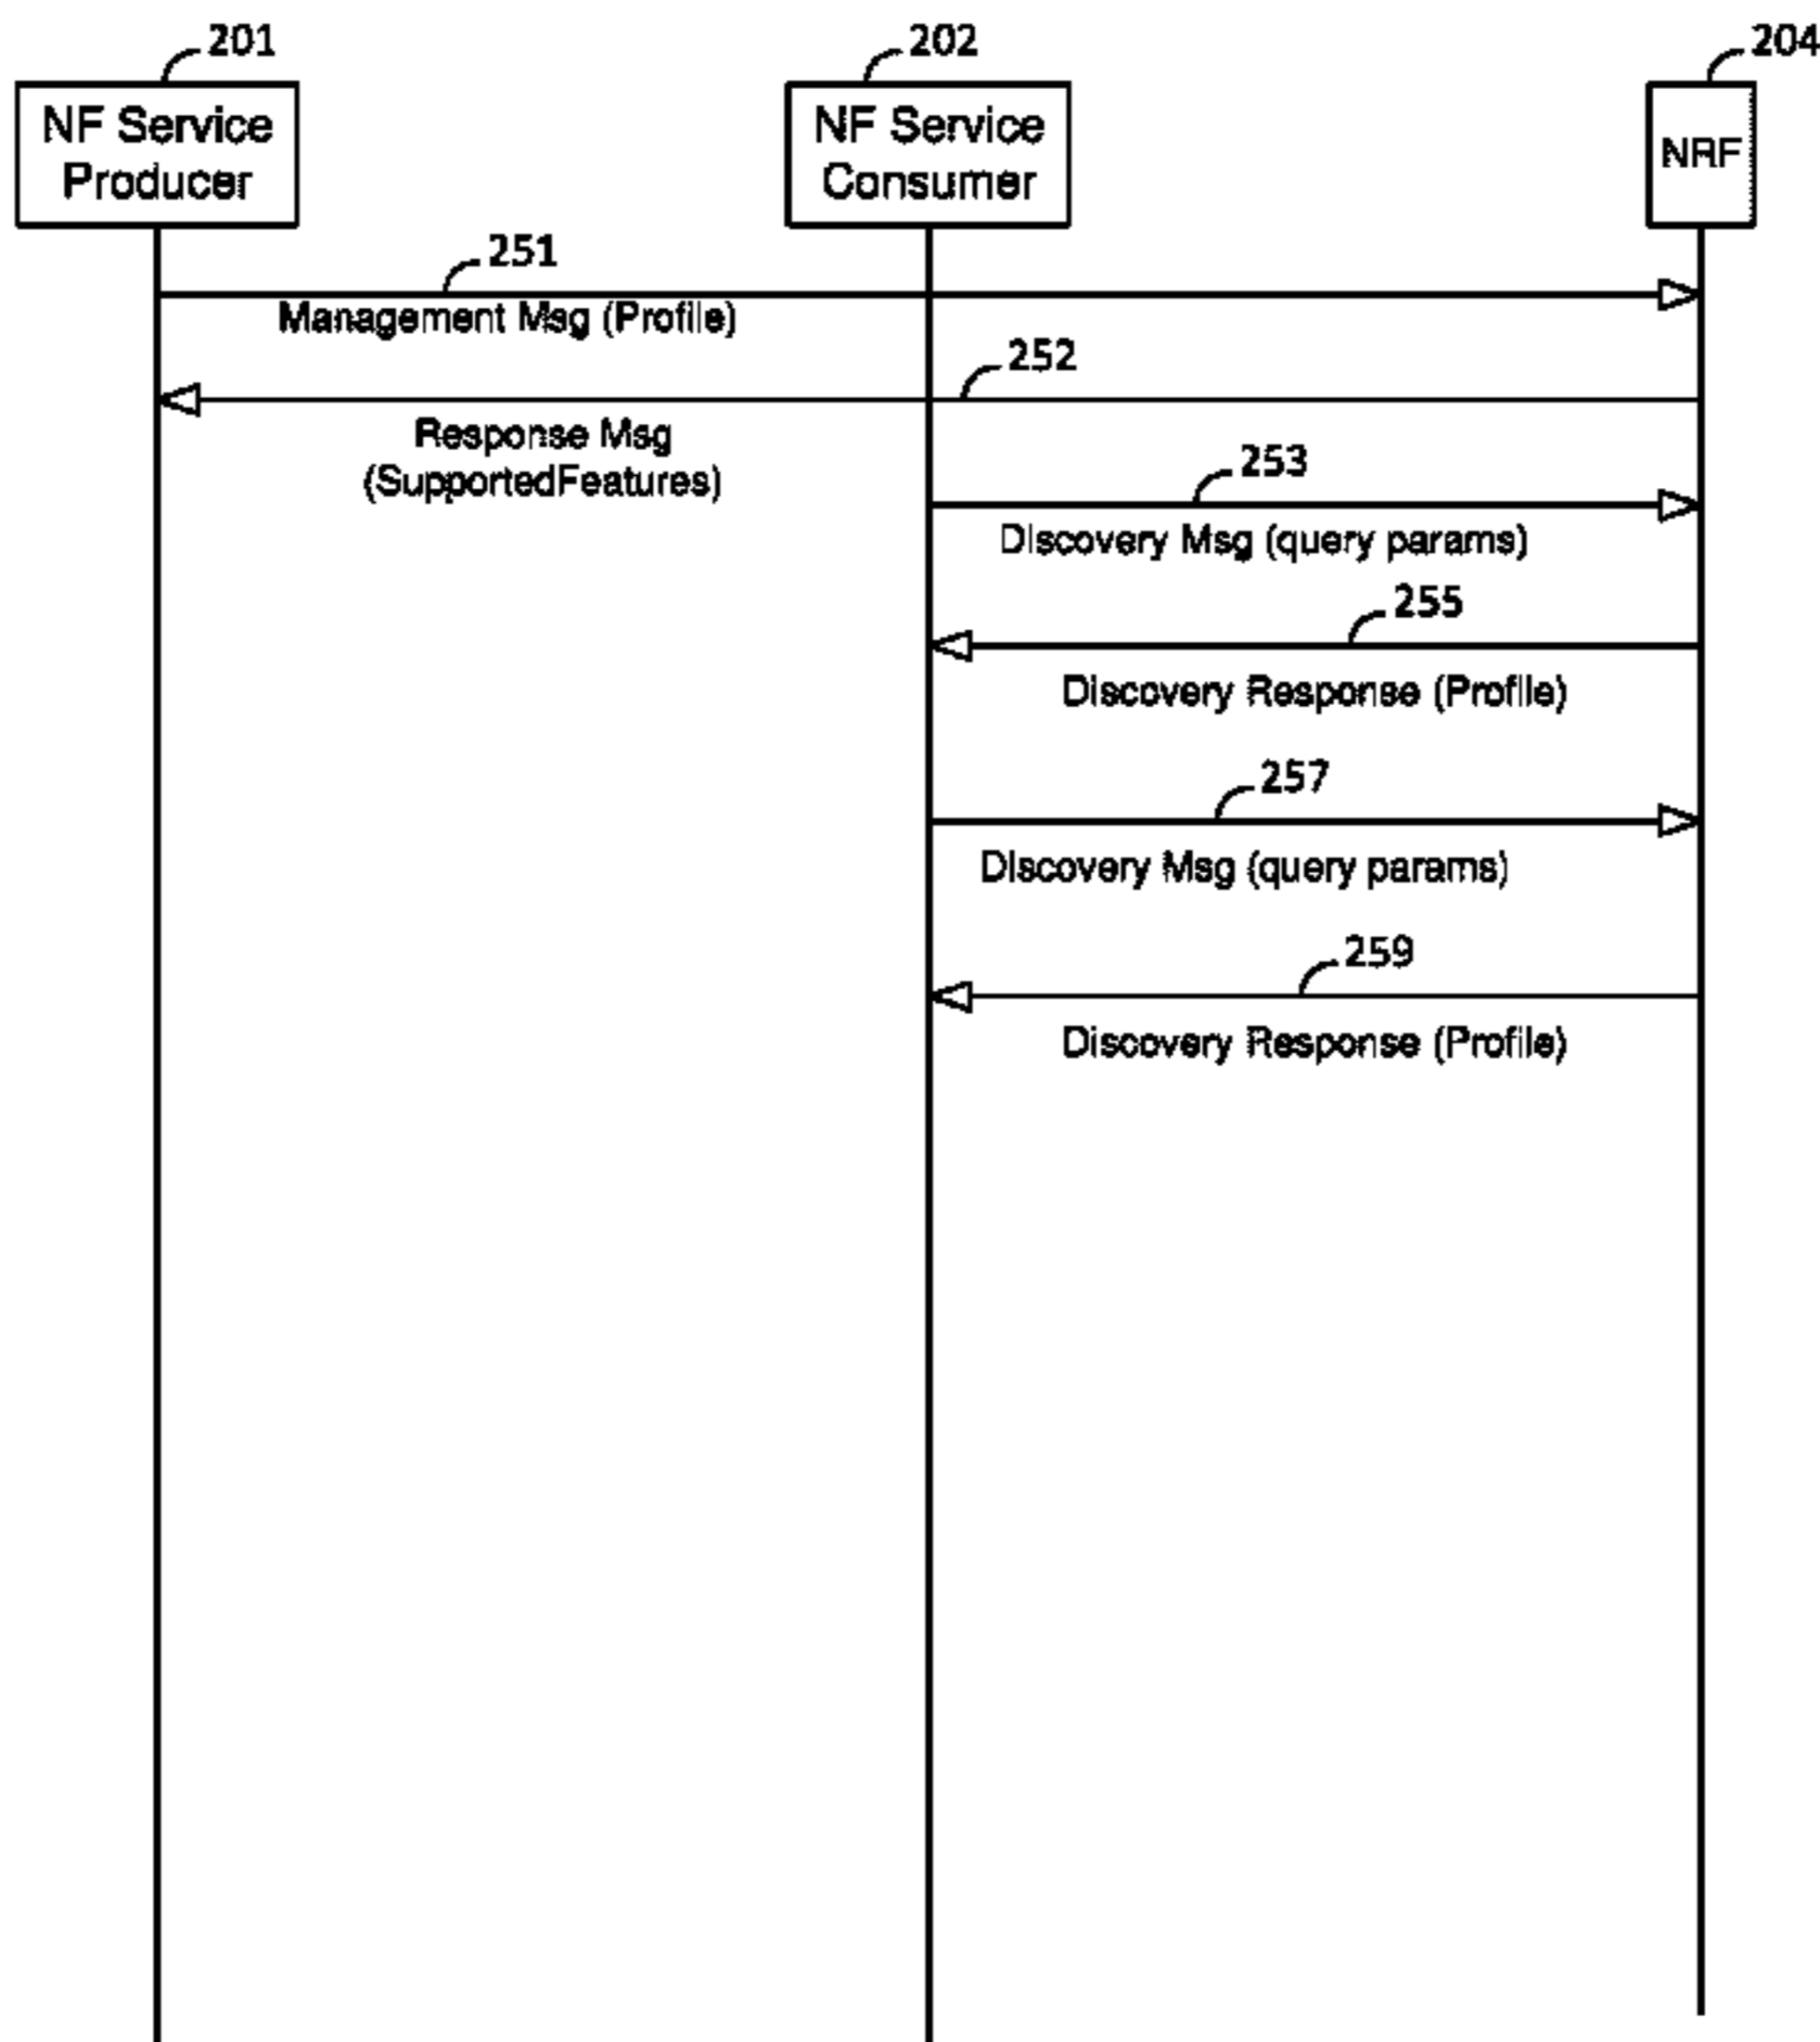 201
202
204
NF Service
Producer
NF Service
Consumer
NRF
251
Management Msg (Profile)
252
Response Msg
(SupportedFeatures)
253
Discovery Msg (query params)
255
Discovery Response (Profile)
257
Discovery Msg (query params)
259
Discovery Response (Profile)